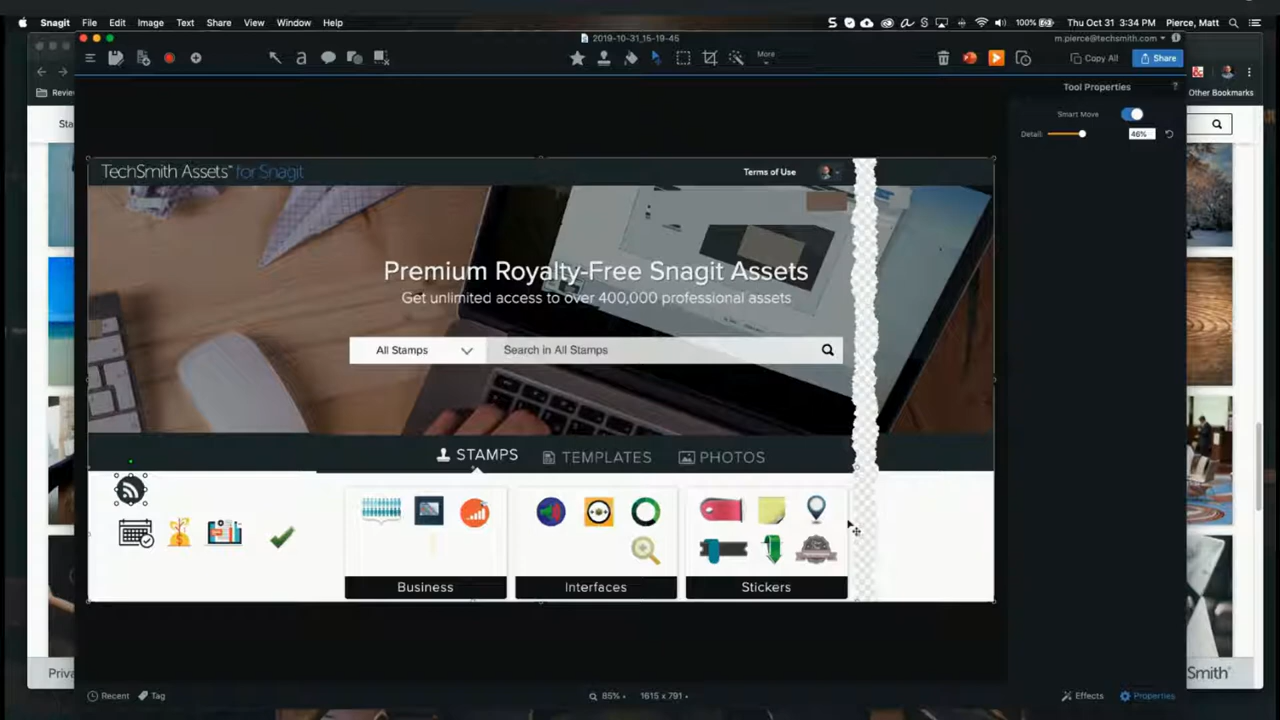 Snagit File Edit Image Text Share View Window Help
100% Thu Oct 31 3:34 PM Pierce, Matt
2019-10-31_15-19-45
m.pierce@techsmith.com
More
Copy All
Share
Review
Other Bookmarks
Tool Properties
?
Smart Move
Detail: 46%
Sta
TechSmith Assets™ for Snagit
Terms of Use
Premium Royalty-Free Snagit Assets
Get unlimited access to over 400,000 professional assets
All Stamps
Search in All Stamps
STAMPS
TEMPLATES
PHOTOS
Business
Interfaces
Stickers
Priva
Smith
Recent
Tag
85%
1615 x 791
Effects
Properties